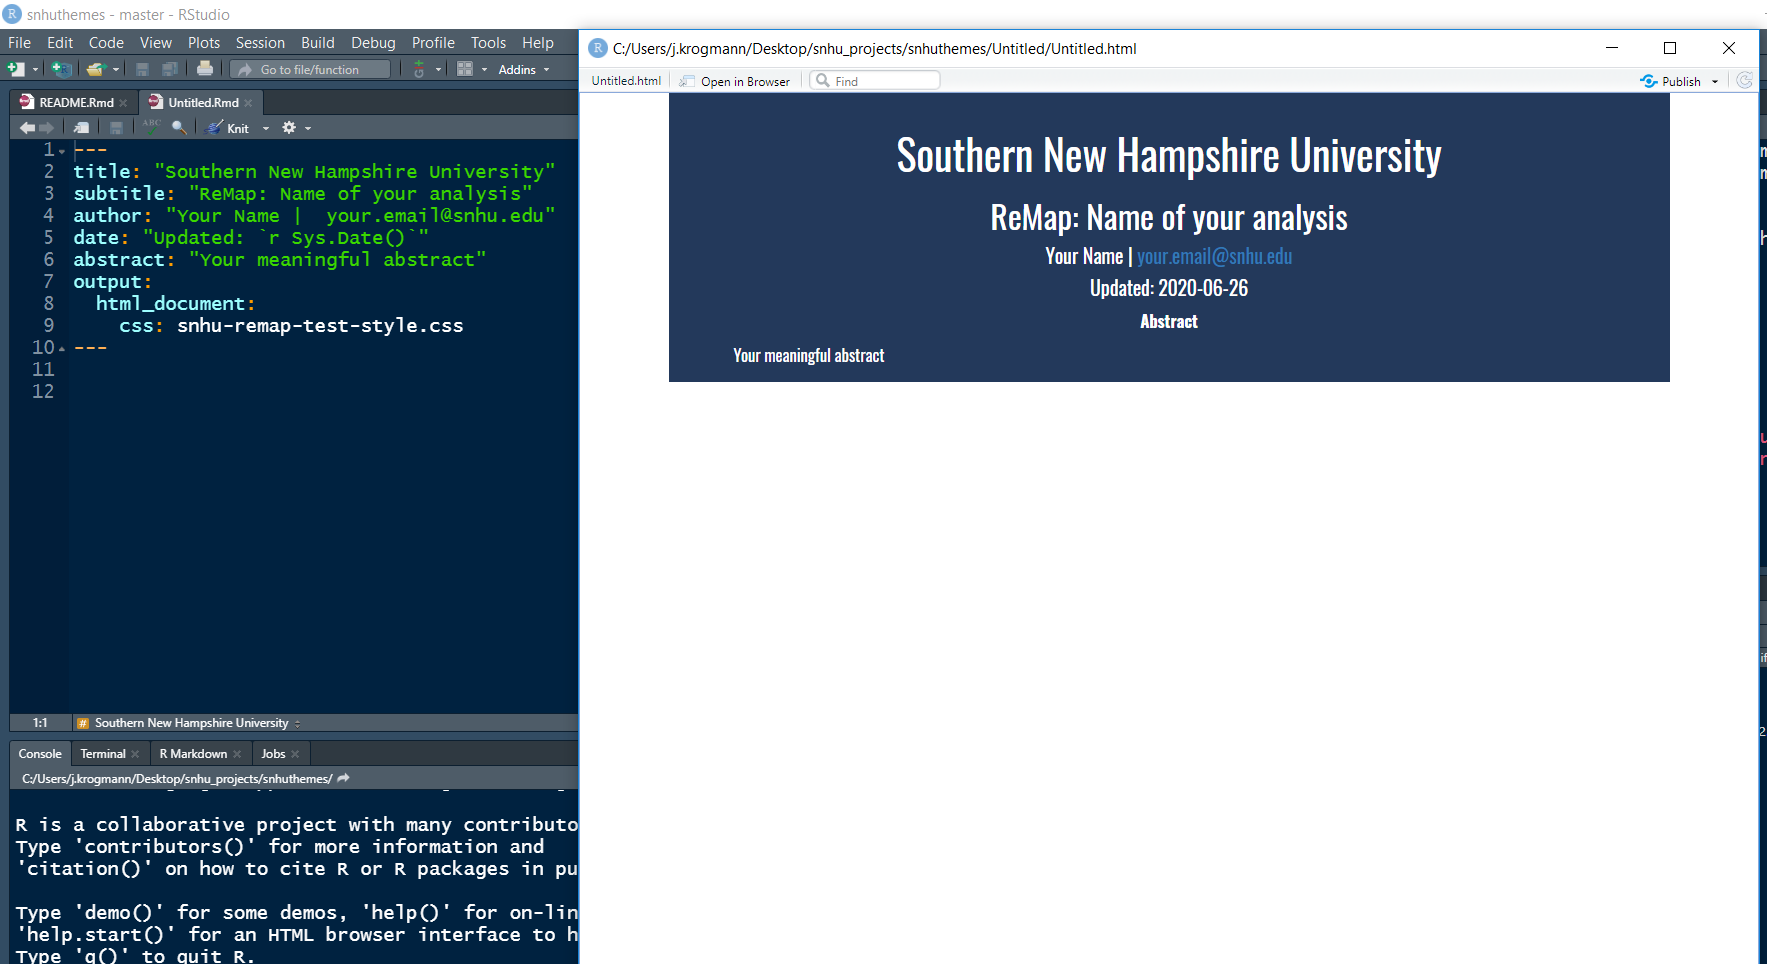 snhuthemes - master - RStudio
File Edit Code View Plots Session Build Debug Profile Tools Help
Go to file/function
Addins
README.Rmd
Untitled.Rmd
ABC
Knit
1 ---
2 title: "Southern New Hampshire University"
3 subtitle: "ReMap: Name of your analysis"
4 author: "Your Name |  your.email@snhu.edu"
5 date: "Updated: `r Sys.Date()`"
6 abstract: "Your meaningful abstract"
7 output:
8   html_document:
9     css: snhu-remap-test-style.css
10 ---
11
12
1:1 # Southern New Hampshire University
Console Terminal R Markdown Jobs
C:/Users/j.krogmann/Desktop/snhu_projects/snhuthemes/
R is a collaborative project with many contributo
Type 'contributors()' for more information and
'citation()' on how to cite R or R packages in pu
Type 'demo()' for some demos, 'help()' for on-lin
'help.start()' for an HTML browser interface to h
Type 'q()' to quit R.
C:/Users/j.krogmann/Desktop/snhu_projects/snhuthemes/Untitled/Untitled.html
Untitled.html Open in Browser Find Publish
Southern New Hampshire University
ReMap: Name of your analysis
Your Name | your.email@snhu.edu
Updated: 2020-06-26
Abstract
Your meaningful abstract